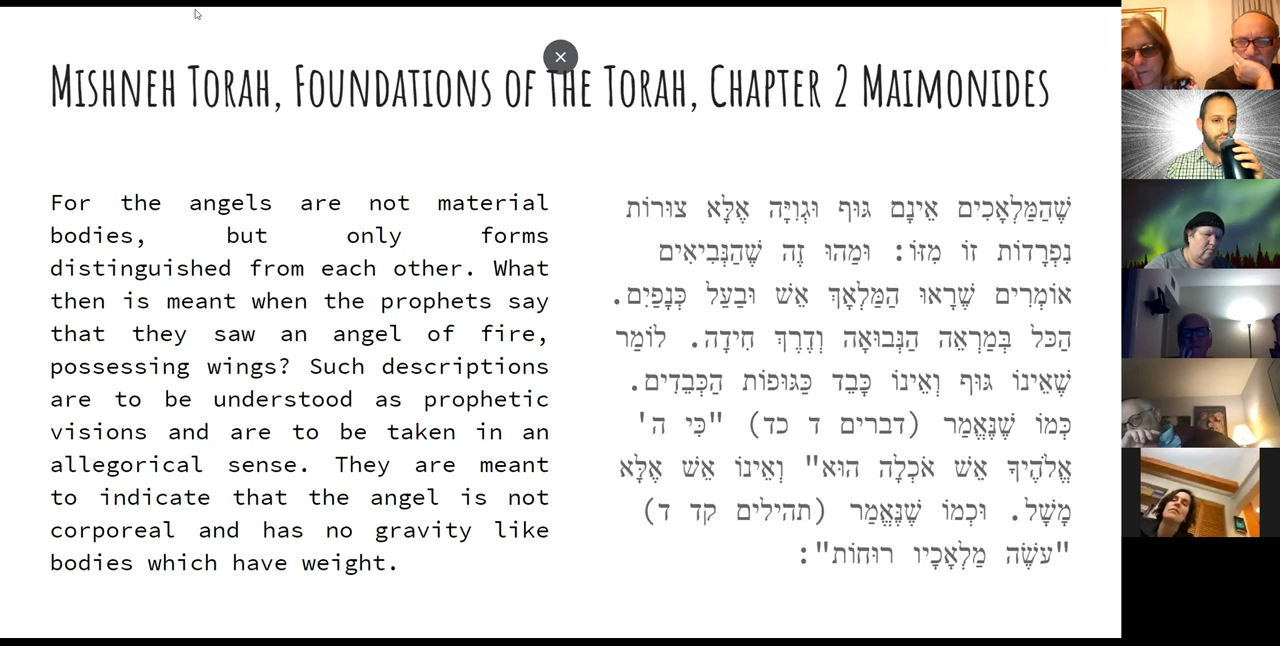 Mishneh Torah, Foundations of the Torah, Chapter 2 Maimonides
For the angels are not material
bodies, but only forms
distinguished from each other. What
then is meant when the prophets say
that they saw an angel of fire,
possessing wings? Such descriptions
are to be understood as prophetic
visions and are to be taken in an
allegorical sense. They are meant
to indicate that the angel is not
corporeal and has no gravity like
bodies which have weight.
שֶׁהַמַּלְאָכִים אֵינָם גּוּף וּגְוִיָּה אֶלָּא צוּרוֹת
נִפְרָדוֹת זוֹ מִזּוֹ: וּמַהוּ זֶה שֶׁהַנְּבִיאִים
אוֹמְרִים שֶׁרָאוּ הַמַּלְאָךְ אֵשׁ וּבַעַל כְּנָפַיִם.
הַכּל בְּמַרְאֵה הַנְּבוּאָה וְדֶרֶךְ חִידָה. לוֹמַר
שֶׁאֵינוֹ גּוּף וְאֵינוֹ כָּבֵד כַּגּוּפוֹת הַכְּבֵדִים.
כְּמוֹ שֶׁנֶּאֱמַר (דברים ד כד) "כִּי ה'
אֱלֹהֶיךָ אֵשׁ אֹכְלָה הוּא" וְאֵינוֹ אֵשׁ אֶלָּא
מָשָׁל. וּכְמוֹ שֶׁנֶּאֱמַר (תהילים קד ד)
"עֹשֶׂה מַלְאָכָיו רוּחוֹת":